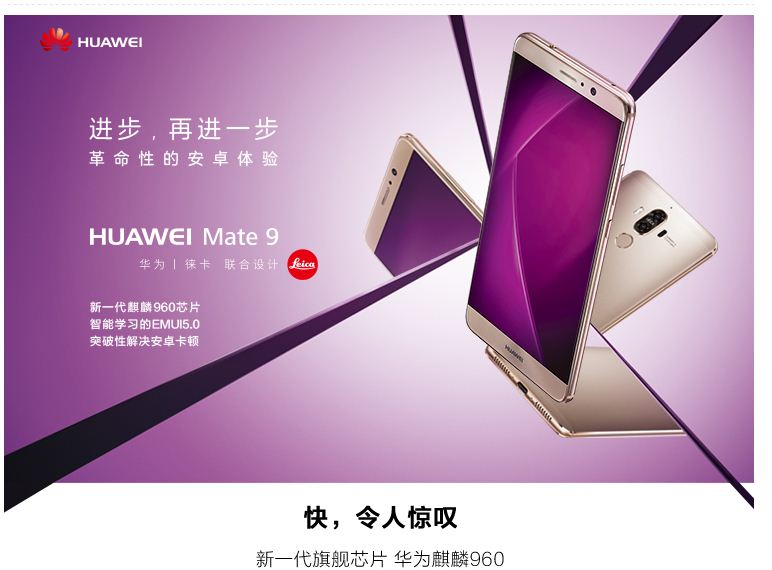 HUAWEI
进步，再进一步
革命性的安卓体验
HUAWEI Mate 9
华为 | 徕卡 联合设计 Leica
新一代麒麟960芯片
智能学习的EMUI5.0
突破性解决安卓卡顿
HUAWEI
快，令人惊叹
新一代旗舰芯片 华为麒麟960